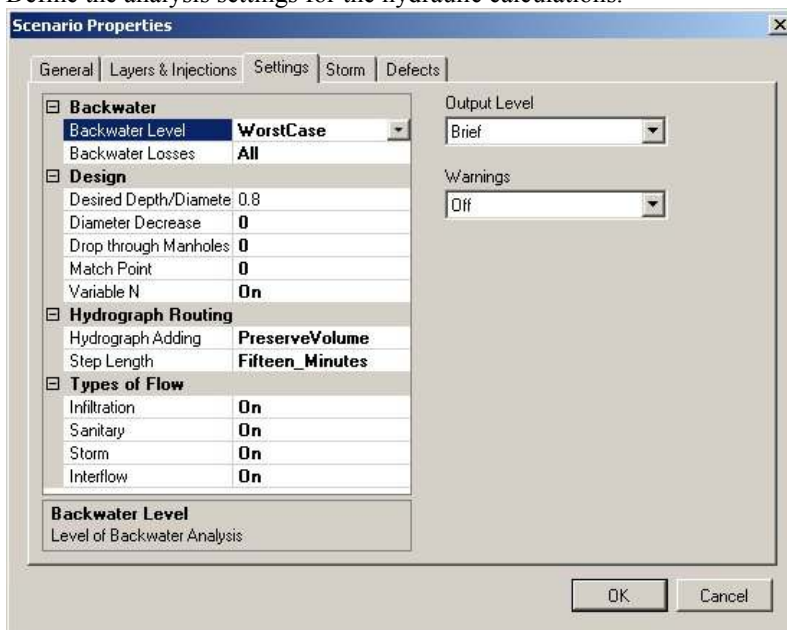 Define the analysis settings for the hydraulic calculations.
Scenario Properties
General Layers & Injections Settings Storm Defects
Backwater
Backwater Level WorstCase
Backwater Losses All
Design
Desired Depth/Diamete 0.8
Diameter Decrease 0
Drop through Manholes 0
Match Point 0
Variable N On
Hydrograph Routing
Hydrograph Adding PreserveVolume
Step Length Fifteen_Minutes
Types of Flow
Infiltration On
Sanitary On
Storm On
Interflow On
Backwater Level
Level of Backwater Analysis
Output Level
Brief
Warnings
Off
OK Cancel